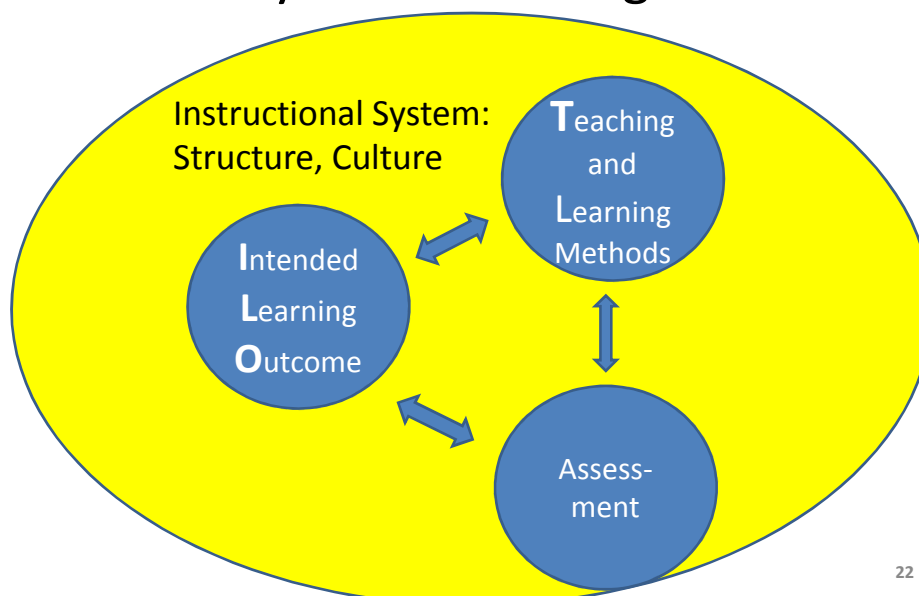 Instructional System:
Structure, Culture
Teaching
and
Learning
Methods
Intended
Learning
Outcome
Assess-
ment
22